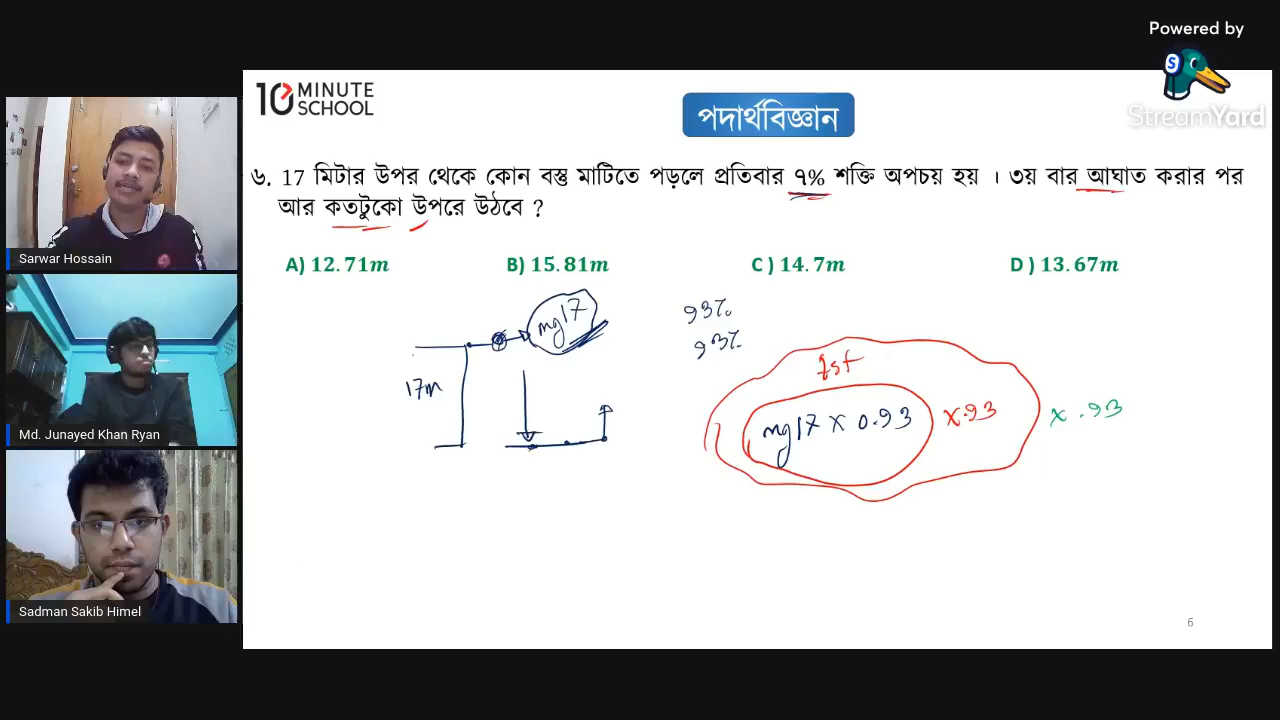 Powered by
S
StreamYard
10 MINUTE
SCHOOL
পদার্থবিজ্ঞান
৬. 17 মিটার উপর থেকে কোন বস্তু মাটিতে পড়লে প্রতিবার ৭% শক্তি অপচয় হয় । ৩য় বার আঘাত করার পর
আর কতটুকো উপরে উঠবে ?
A) 12.71m
B) 15.81m
C ) 14.7m
D ) 13.67m
mg17
17m
93%
93%
1st
mg17 X 0.93
X .93
X .93
6
Sarwar Hossain
Md. Junayed Khan Ryan
Sadman Sakib Himel